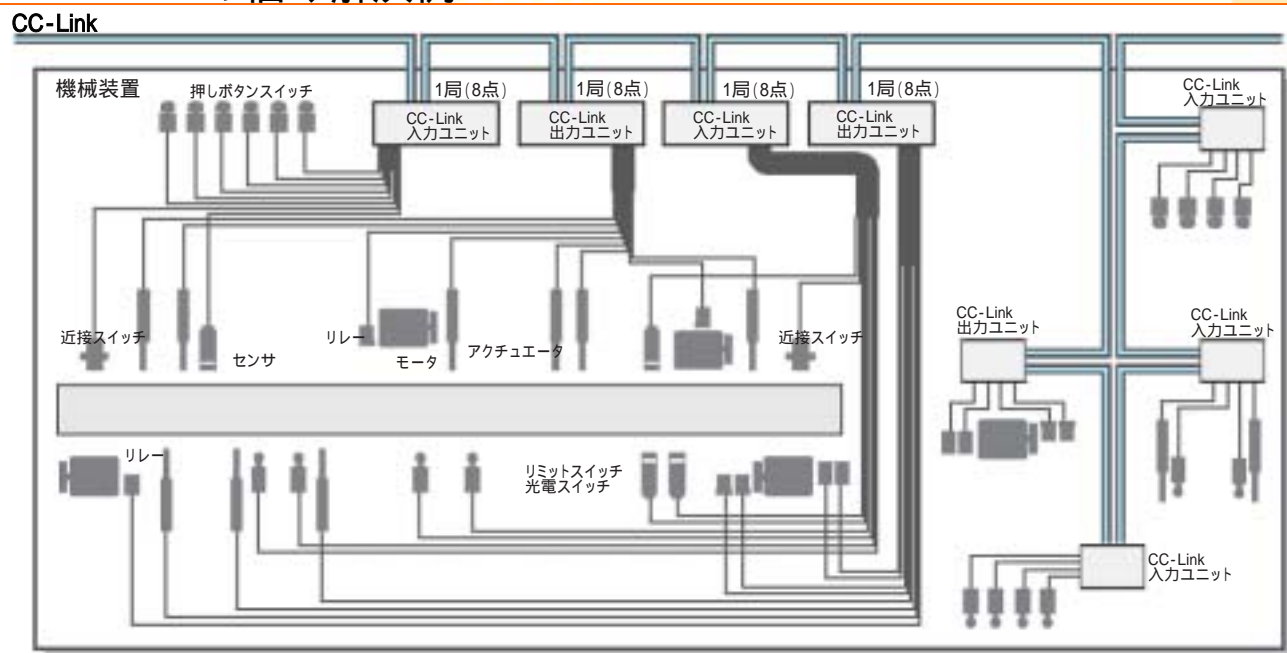 CC-Link
機械装置
押しボタンスイッチ
1局(8点)
1局(8点)
1局(8点)
1局(8点)
CC-Link
入力ユニット
CC-Link
出力ユニット
CC-Link
入力ユニット
CC-Link
出力ユニット
CC-Link
入力ユニット
近接スイッチ
センサ
リレー
モータ
アクチュエータ
近接スイッチ
CC-Link
出力ユニット
CC-Link
入力ユニット
リレー
リミットスイッチ
光電スイッチ
CC-Link
入力ユニット